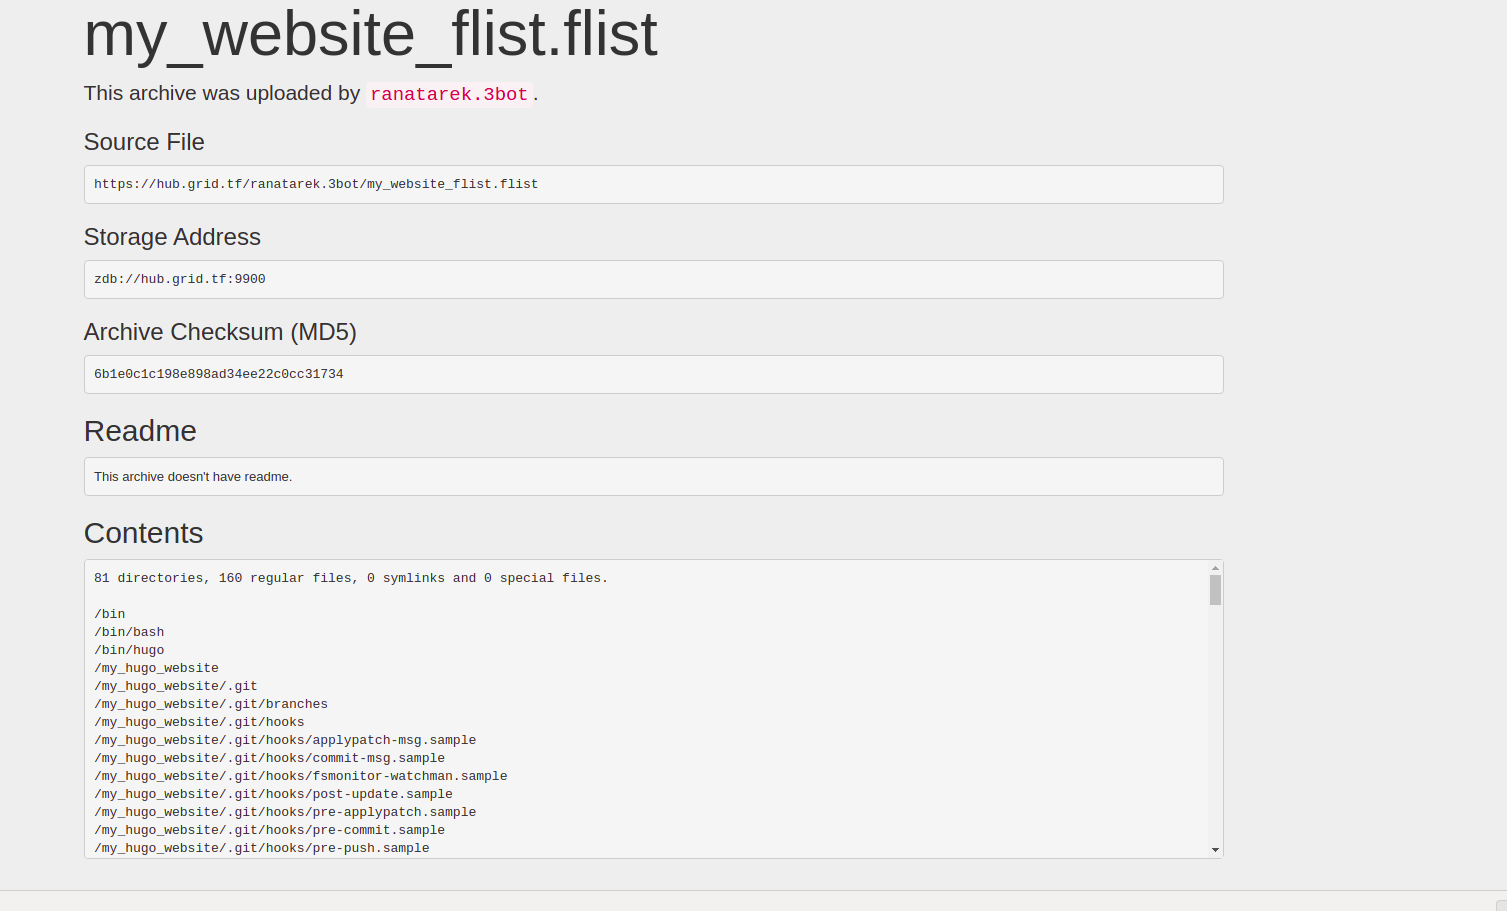 my_website_flist.flist
This archive was uploaded by ranatarek.3bot.
Source File
https://hub.grid.tf/ranatarek.3bot/my_website_flist.flist
Storage Address
zdb://hub.grid.tf:9900
Archive Checksum (MD5)
6b1e0c1c198e898ad34ee22c0cc31734
Readme
This archive doesn't have readme.
Contents
81 directories, 160 regular files, 0 symlinks and 0 special files.
/bin
/bin/bash
/bin/hugo
/my_hugo_website
/my_hugo_website/.git
/my_hugo_website/.git/branches
/my_hugo_website/.git/hooks
/my_hugo_website/.git/hooks/applypatch-msg.sample
/my_hugo_website/.git/hooks/commit-msg.sample
/my_hugo_website/.git/hooks/fsmonitor-watchman.sample
/my_hugo_website/.git/hooks/post-update.sample
/my_hugo_website/.git/hooks/pre-applypatch.sample
/my_hugo_website/.git/hooks/pre-commit.sample
/my_hugo_website/.git/hooks/pre-push.sample